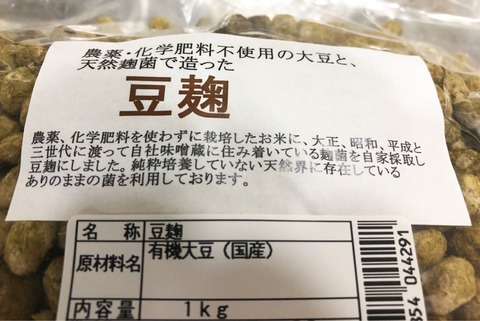 農薬・化学肥料不使用の大豆と、
天然麹菌で造った
豆麹
農薬、化学肥料を使わずに栽培したお米に、大正、昭和、平成と
三世代に渡って自社味噌蔵に住み着いている麹菌を自家採取し
豆麹にしました。純粋培養していない天然界に存在している
ありのままの菌を利用しております。
名 称 豆麹
原材料名 有機大豆（国産）
内容量 1kg
854 044291